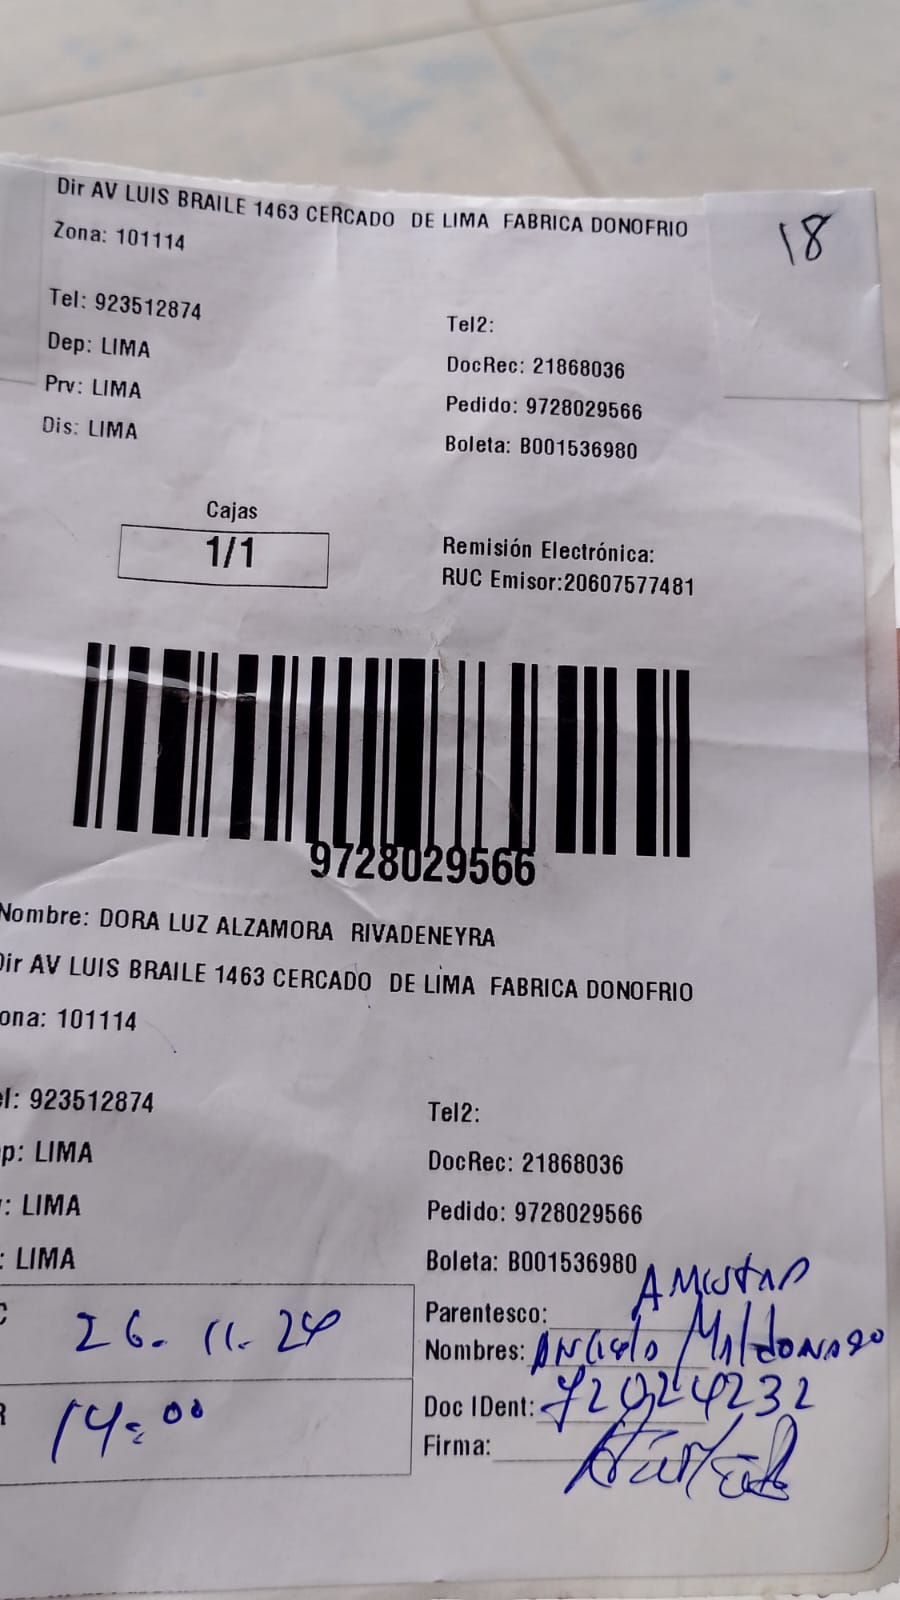 Dir AV LUIS BRAILE 1463 CERCADO DE LIMA FABRICA DONOFRIO
18
Zona: 101114
Tel: 923512874
Tel2:
Dep: LIMA
DocRec: 21868036
Prv: LIMA
Pedido: 9728029566
Dis: LIMA
Boleta: B001536980
Cajas
1/1
Remisión Electrónica:
RUC Emisor:20607577481
9728029566
Nombre: DORA LUZ ALZAMORA RIVADENEYRA
Dir AV LUIS BRAILE 1463 CERCADO DE LIMA FABRICA DONOFRIO
ona: 101114
el: 923512874
Tel2:
p: LIMA
DocRec: 21868036
: LIMA
Pedido: 9728029566
: LIMA
Boleta: B001536980
Parentesco: AMISTAD
26. 11. 24
Nombres: Maldonado
Doc IDent: 72024232
14:00
Firma: